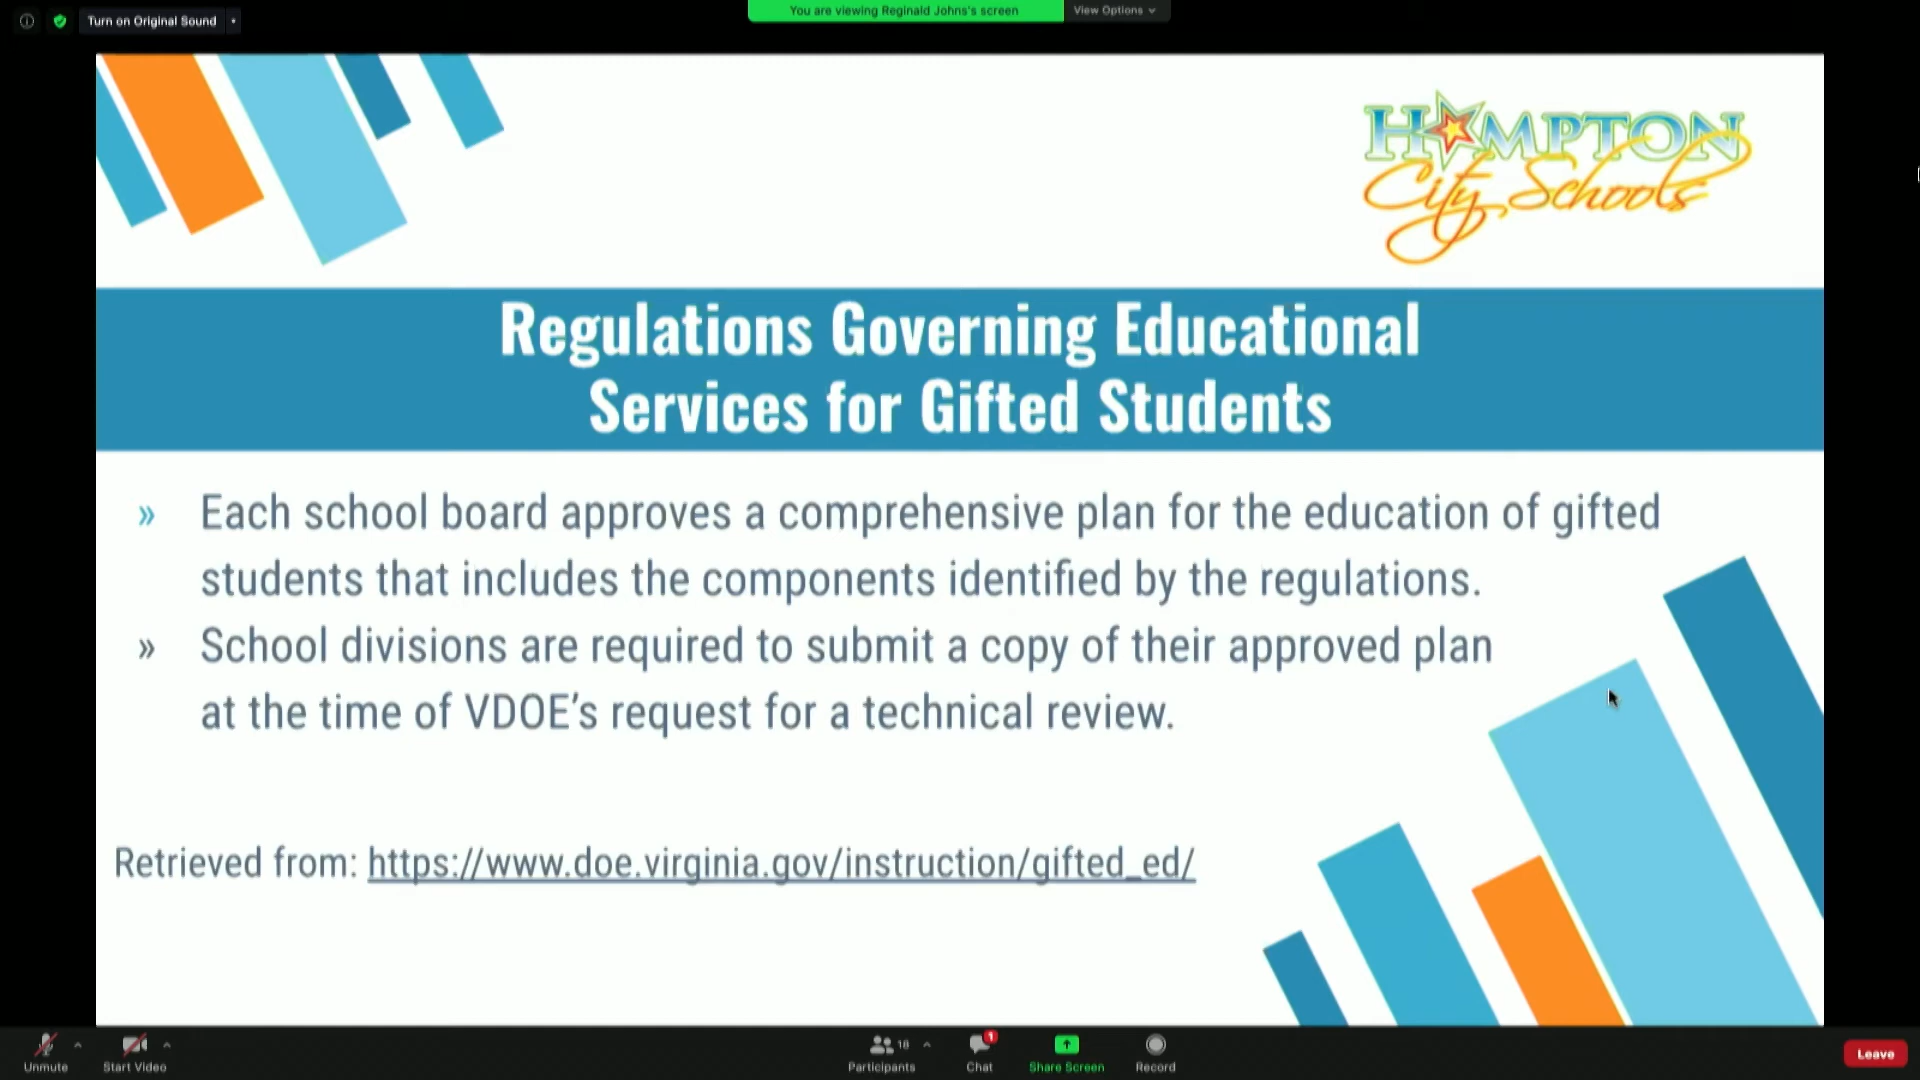 Turn on Original Sound
You are viewing Reginald Johns's screen
View Options
HAMPTON
City Schools
Regulations Governing Educational
Services for Gifted Students
» Each school board approves a comprehensive plan for the education of gifted
students that includes the components identified by the regulations.
» School divisions are required to submit a copy of their approved plan
at the time of VDOE’s request for a technical review.
Retrieved from: https://www.doe.virginia.gov/instruction/gifted_ed/
Unmute
Start Video
18
Participants
1
Chat
Share Screen
Record
Leave